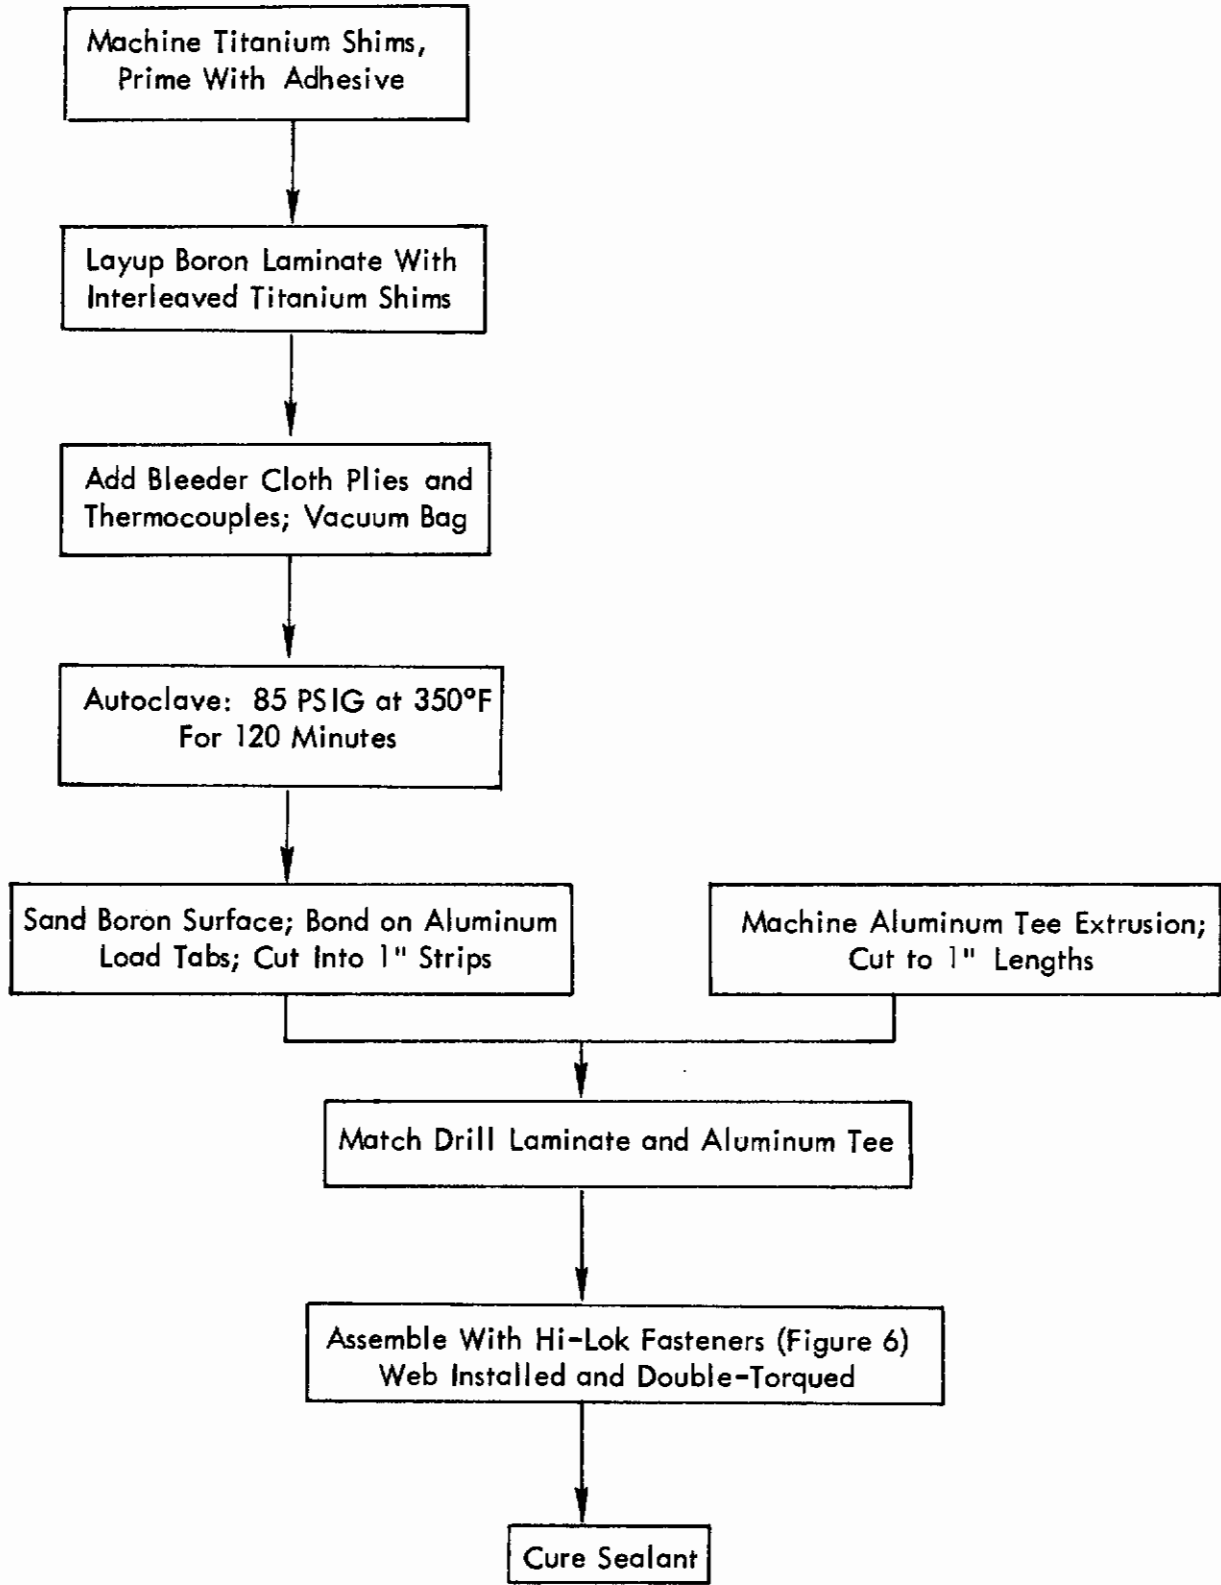 Machine Titanium Shims,
Prime With Adhesive
Layup Boron Laminate With
Interleaved Titanium Shims
Add Bleeder Cloth Plies and
Thermocouples; Vacuum Bag
Autoclave: 85 PSIG at 350°F
For 120 Minutes
Sand Boron Surface; Bond on Aluminum
Load Tabs; Cut Into 1" Strips
Machine Aluminum Tee Extrusion;
Cut to 1" Lengths
Match Drill Laminate and Aluminum Tee
Assemble With Hi-Lok Fasteners (Figure 6)
Web Installed and Double-Torqued
Cure Sealant